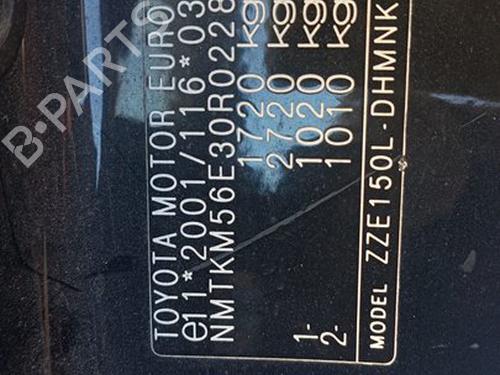 TOYOTA MOTOR EURO
e11*2001/116*03
NMTKM56E30R0228
1720 kg
2720 kg
1- 1020 kg
2- 1010 kg
MODEL ZZE150L-DHMNK
B-PARTS